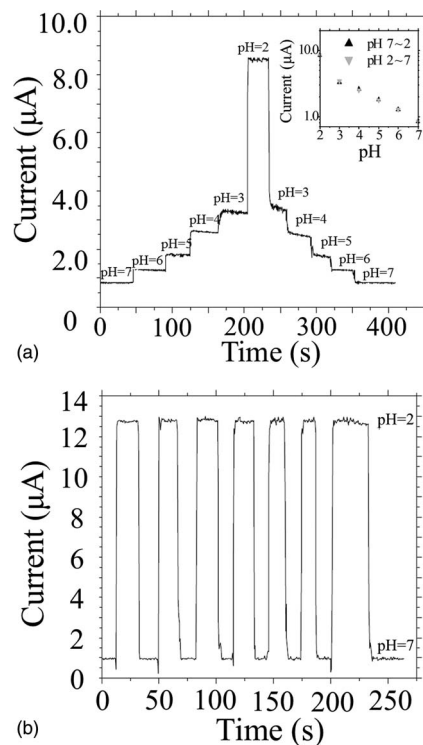 10.0
8.0
6.0
4.0
2.0
0
Current (µA)
pH=7
pH=6
pH=5
pH=4
pH=3
pH=2
pH=3
pH=4
pH=5
pH=6
pH=7
10.0
1.0
Current (µA)
▲ pH 7~2
▼ pH 2~7
2 3 4 5 6 7
pH
0 100 200 300 400
Time (s)
(a)
14
12
10
8
6
4
2
0
Current (µA)
pH=2
pH=7
0 50 100 150 200 250
Time (s)
(b)